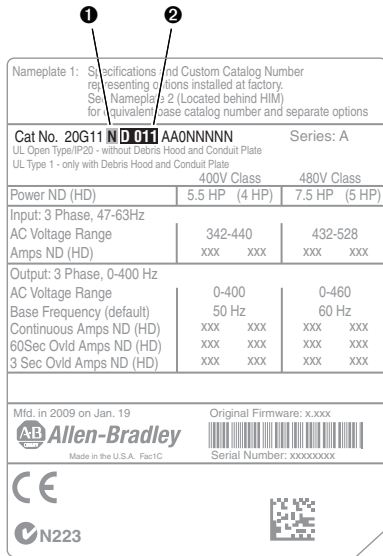 ❶ ❷
Nameplate 1: Specifications and Custom Catalog Number
representing options installed at factory.
See Nameplate 2 (Located behind HIM)
for equivalent base catalog number and separate options
Cat No. 20G11 N D 011 AA0NNNNN Series: A
UL Open Type/IP20 - without Debris Hood and Conduit Plate
UL Type 1 - only with Debris Hood and Conduit Plate
400V Class 480V Class
Power ND (HD) 5.5 HP (4 HP) 7.5 HP (5 HP)
Input: 3 Phase, 47-63Hz
AC Voltage Range 342-440 432-528
Amps ND (HD) xxx xxx xxx xxx
Output: 3 Phase, 0-400 Hz
AC Voltage Range 0-400 0-460
Base Frequency (default) 50 Hz 60 Hz
Continuous Amps ND (HD) xxx xxx xxx xxx
60Sec Ovld Amps ND (HD) xxx xxx xxx xxx
3 Sec Ovld Amps ND (HD) xxx xxx xxx xxx
Mfd. in 2009 on Jan. 19 Original Firmware: x.xxx
AB Allen-Bradley
Made in the U.S.A. Fac1C Serial Number: xxxxxxxx
CE
N223